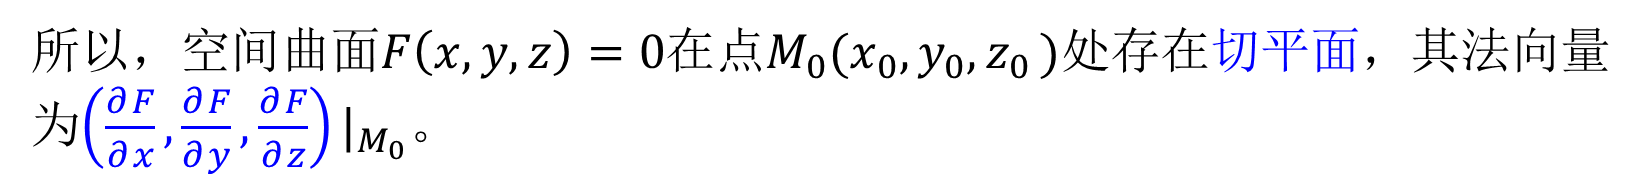 所以，空间曲面F(x, y, z) = 0在点M₀(x₀, y₀, z₀)处存在切平面，其法向量
为(∂F/∂x, ∂F/∂y, ∂F/∂z)|_{M₀}。